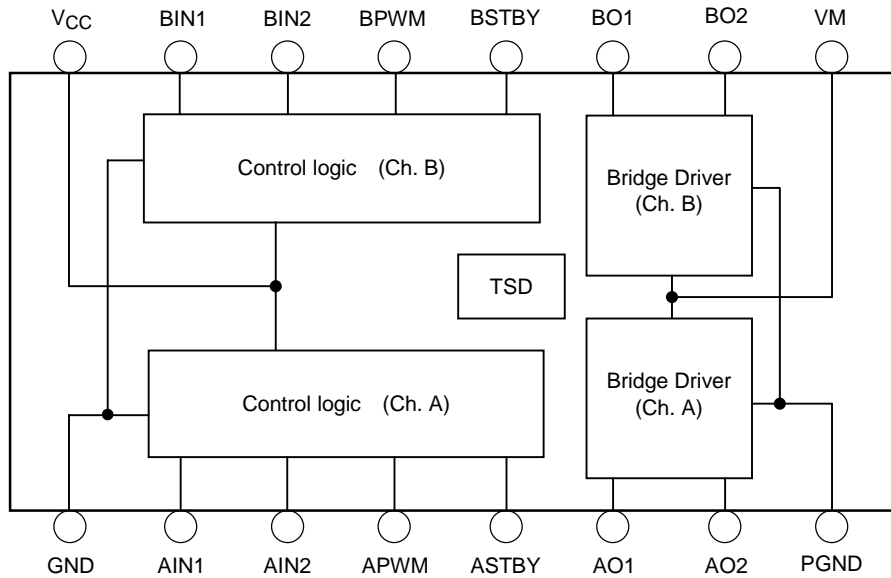 VCC BIN1 BIN2 BPWM BSTBY BO1 BO2 VM
Control logic (Ch. B)
Bridge Driver
(Ch. B)
TSD
Control logic (Ch. A)
Bridge Driver
(Ch. A)
GND AIN1 AIN2 APWM ASTBY AO1 AO2 PGND